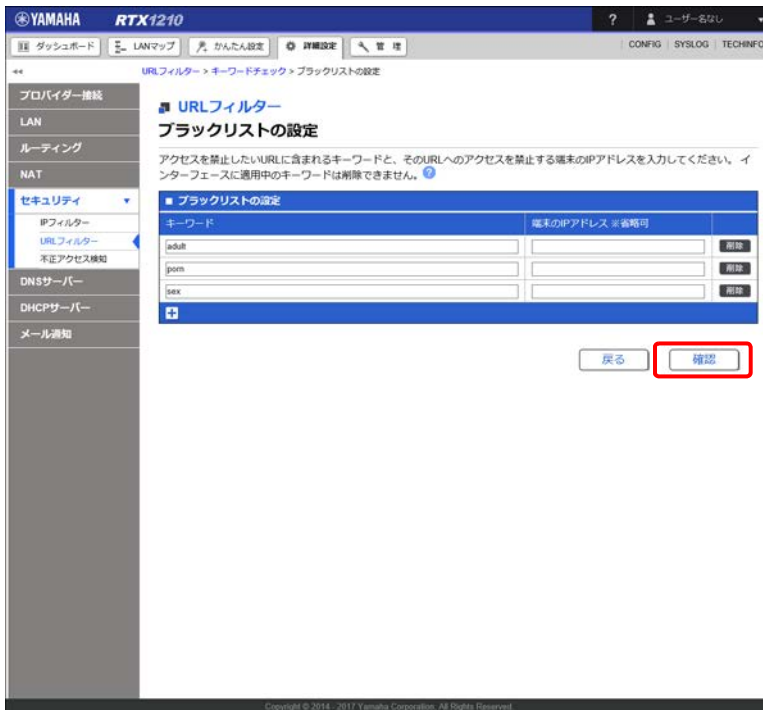 YAMAHA RTX1210 ? ユーザー名なし
ダッシュボード LANマップ かんたん設定 詳細設定 管理 CONFIG SYSLOG TECHINFO
URLフィルター > キーワードチェック > ブラックリストの設定
プロバイダー接続
LAN
ルーティング
NAT
セキュリティ
IPフィルター
URLフィルター
不正アクセス検知
DNSサーバー
DHCPサーバー
メール通知
URLフィルター
ブラックリストの設定
アクセスを禁止したいURLに含まれるキーワードと、そのURLへのアクセスを禁止する端末のIPアドレスを入力してください。 イ
ンターフェースに適用中のキーワードは削除できません。 ?
■ ブラックリストの設定
キーワード 端末のIPアドレス ※省略可
adult 削除
porn 削除
sex 削除
+
戻る 確認
Copyright © 2014 - 2017 Yamaha Corporation. All Rights Reserved.